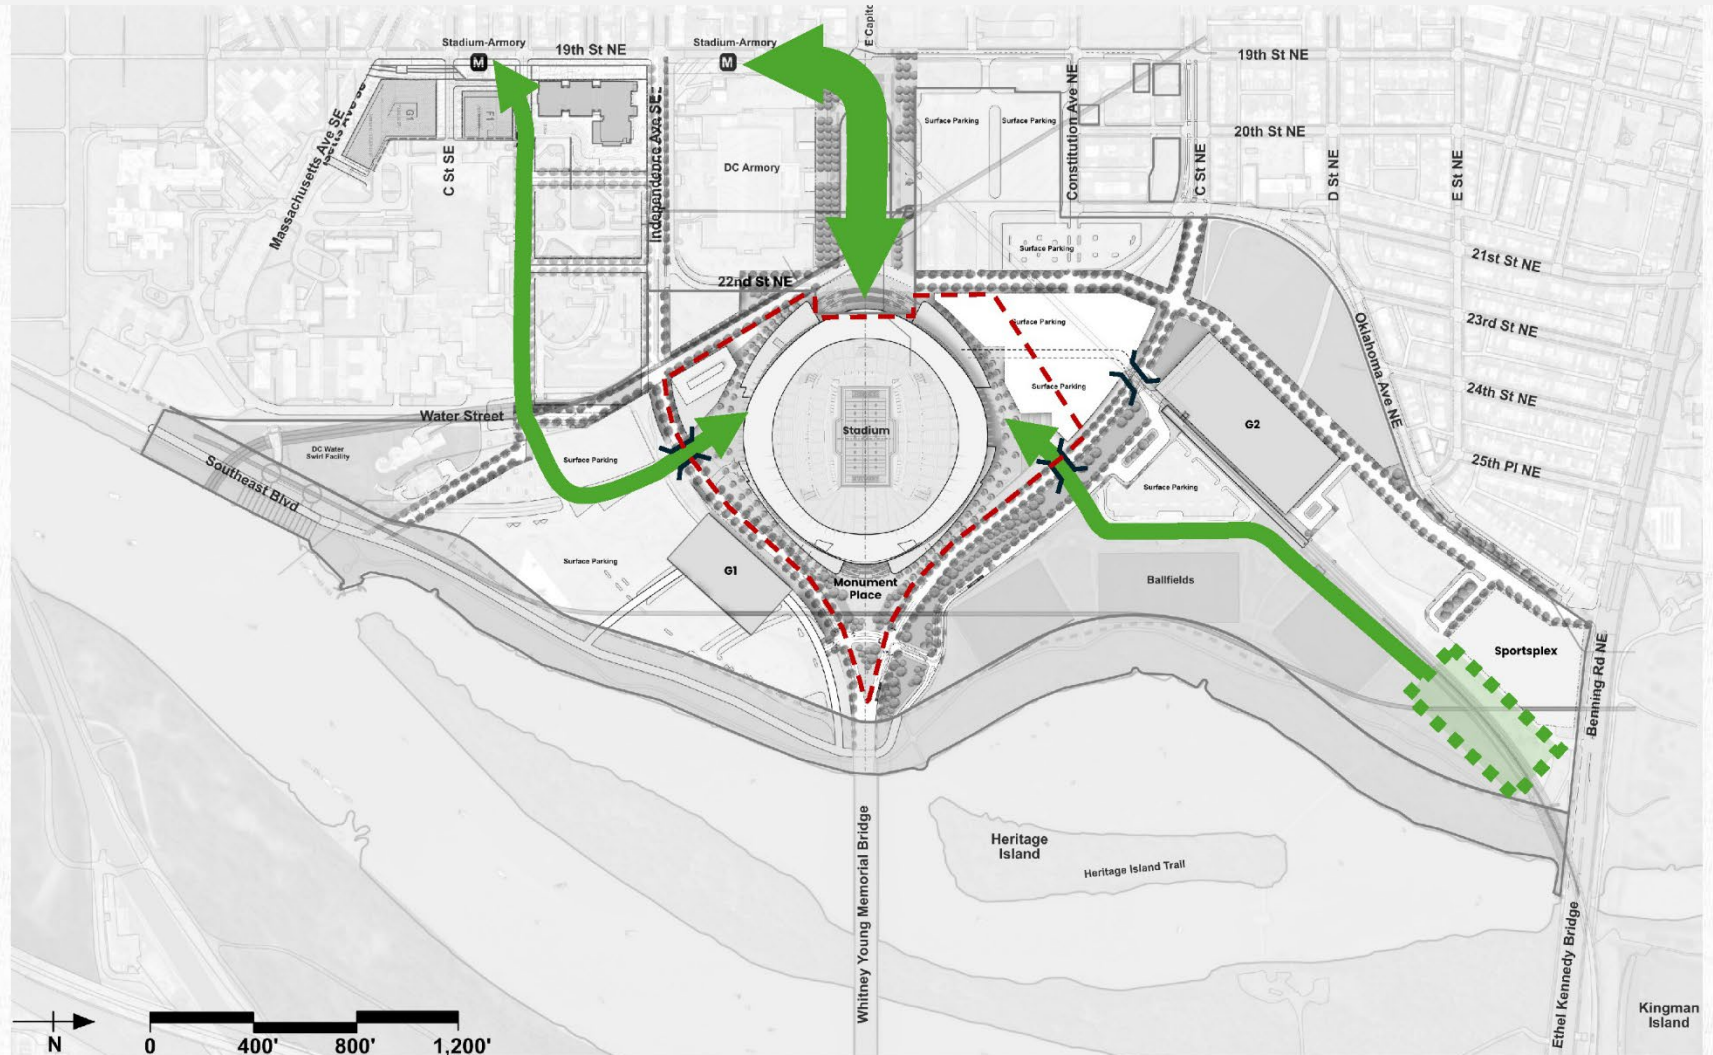 E Capito
Stadium-Armory
M
19th St NE
Stadium-Armory
M
19th St NE
G1
F1
Massachusetts Ave SE
C St SE
Independence Ave SE
DC Armory
Surface Parking
Surface Parking
Constitution Ave NE
20th St NE
C St NE
D St NE
E St NE
Surface Parking
21st St NE
22nd St NE
Surface Parking
23rd St NE
Oklahoma Ave NE
Surface Parking
24th St NE
Water Street
Stadium
G2
DC Water
Swirl Facility
Surface Parking
25th Pl NE
Southeast Blvd
Surface Parking
Surface Parking
G1
Monument
Place
Ballfields
Sportsplex
Benning Rd NE
Whitney Young Memorial Bridge
Heritage
Island
Heritage Island Trail
Ethel Kennedy Bridge
Kingman
Island
N
0 400' 800' 1,200'